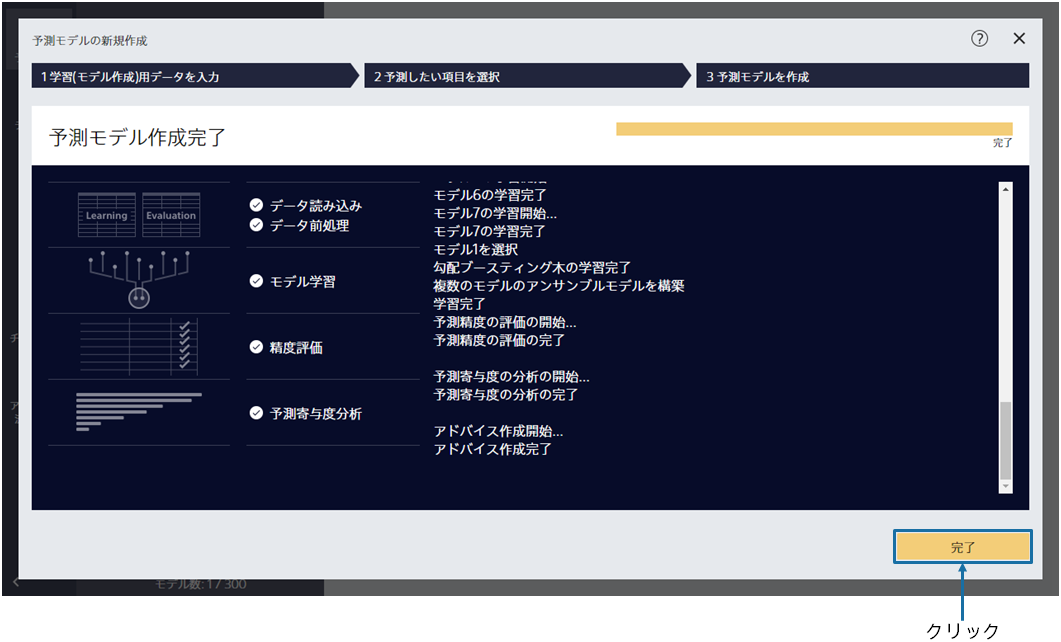 予測モデルの新規作成
?
1 学習(モデル作成)用データを入力
2 予測したい項目を選択
3 予測モデルを作成
予測モデル作成完了
完了
Learning
Evaluation
データ読み込み
データ前処理
モデル学習
精度評価
予測寄与度分析
モデル6の学習完了
モデル7の学習開始...
モデル7の学習完了
モデル1を選択
勾配ブースティング木の学習完了
複数のモデルのアンサンブルモデルを構築
学習完了
予測精度の評価の開始...
予測精度の評価の完了
予測寄与度の分析の開始...
予測寄与度の分析の完了
アドバイス作成開始...
アドバイス作成完了
完了
モデル数: 1 / 300
クリック